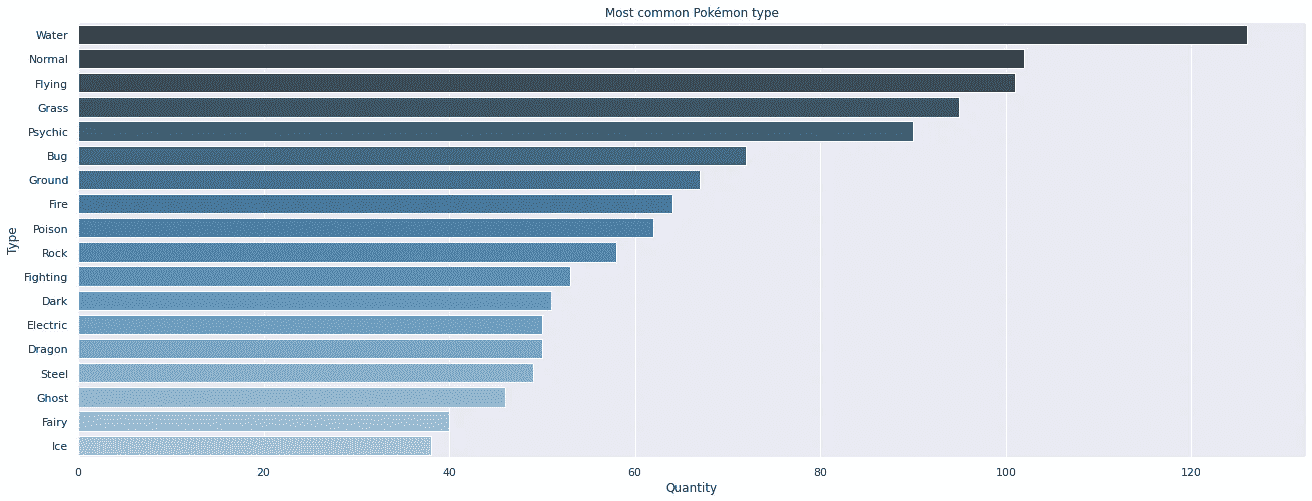 Most common Pokémon type
Water
Normal
Flying
Grass
Psychic
Bug
Ground
Fire
Poison
Rock
Fighting
Dark
Electric
Dragon
Steel
Ghost
Fairy
Ice
Type
0 20 40 60 80 100 120
Quantity